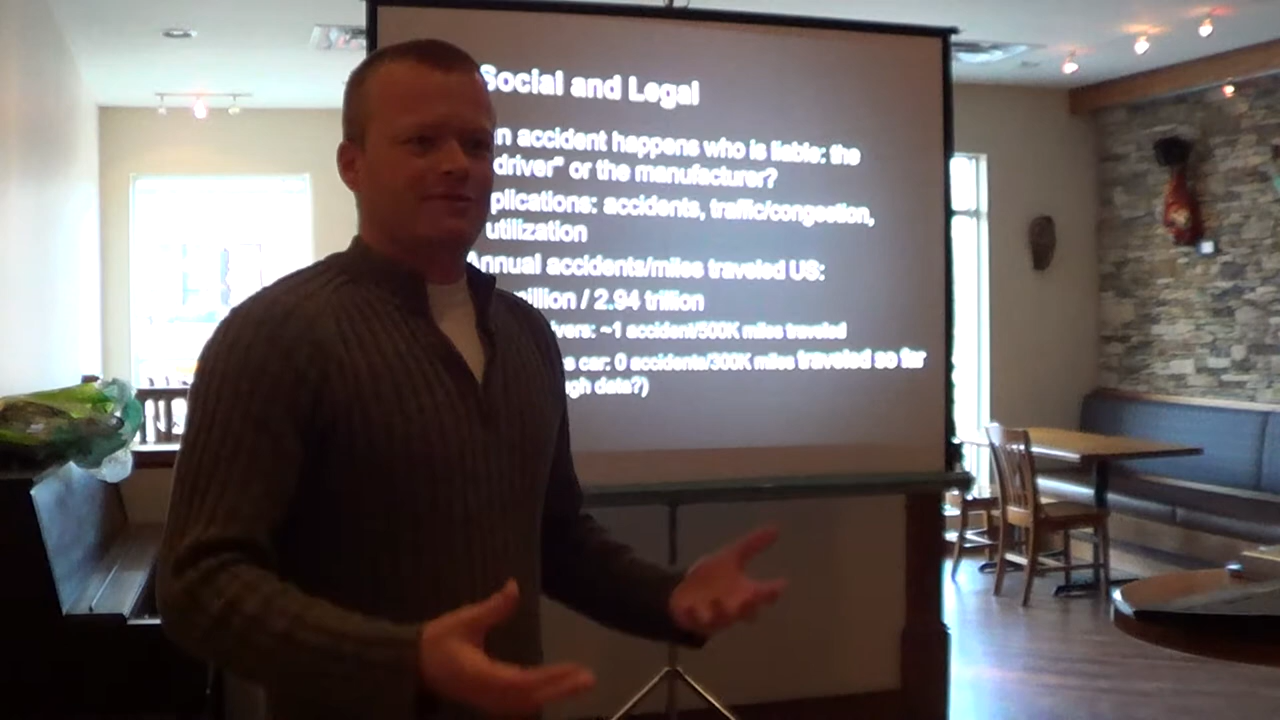 Social and Legal
an accident happens who is liable: the
driver" or the manufacturer?
plications: accidents, traffic/congestion,
utilization
Annual accidents/miles traveled US:
million / 2.94 trillion
ivers: ~1 accident/500K miles traveled
car: 0 accidents/300K miles traveled so far
gh data?)